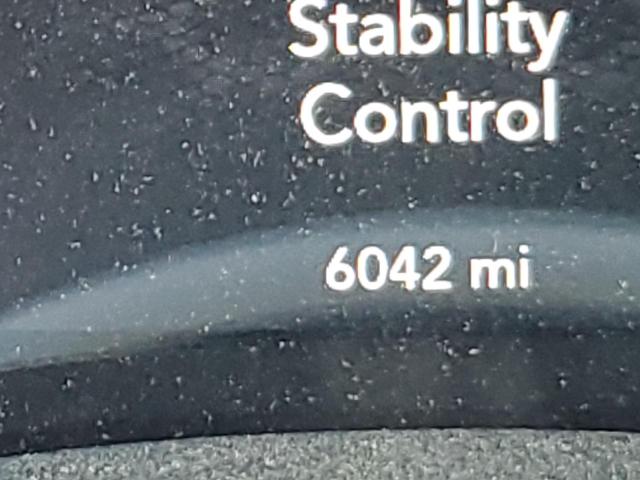 Stability
Control
6042 mi